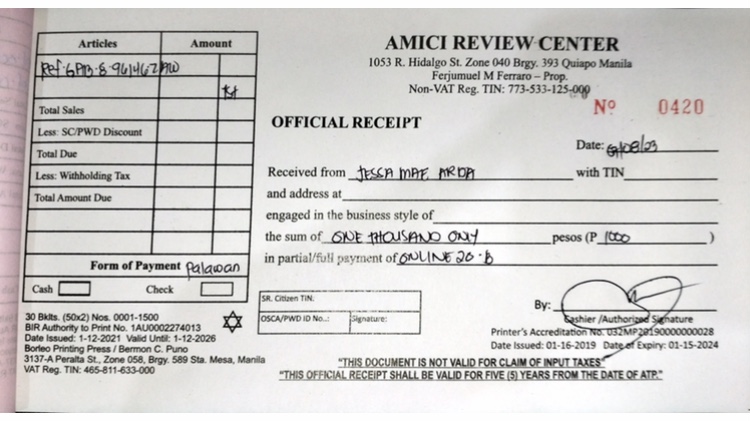 Articles Amount
Ref: GPB-8-961462 AW
Total Sales
Less: SC/PWD Discount
Total Due
Less: Withholding Tax
Total Amount Due
Form of Payment Palawan
Cash Check
30 Bklts. (50x2) Nos. 0001-1500
BIR Authority to Print No. 1AU0002274013
Date Issued: 1-12-2021 Valid Until: 1-12-2026
Borleo Printing Press / Bermon C. Puno
3137-A Peralta St., Zone 058, Brgy. 589 Sta. Mesa, Manila
VAT Reg. TIN: 465-811-633-000
AMICI REVIEW CENTER
1053 R. Hidalgo St. Zone 040 Brgy. 393 Quiapo Manila
Ferjumuel M Ferraro – Prop.
Non-VAT Reg. TIN: 773-533-125-000
Nº 0420
OFFICIAL RECEIPT
Date: /08/23
Received from JESSA MAE ARDA with TIN
and address at
engaged in the business style of
the sum of ONE THOUSAND ONLY pesos (P 1000 )
in partial/full payment of ONLINE 20-B
SR. Citizen TIN:
OSCA/PWD ID No.: Signature:
By:
Cashier /Authorized Signature
Printer's Accreditation No. 032MP20190000000028
Date Issued: 01-16-2019 Date of Expiry: 01-15-2024
"THIS DOCUMENT IS NOT VALID FOR CLAIM OF INPUT TAXES"
"THIS OFFICIAL RECEIPT SHALL BE VALID FOR FIVE (5) YEARS FROM THE DATE OF ATP."